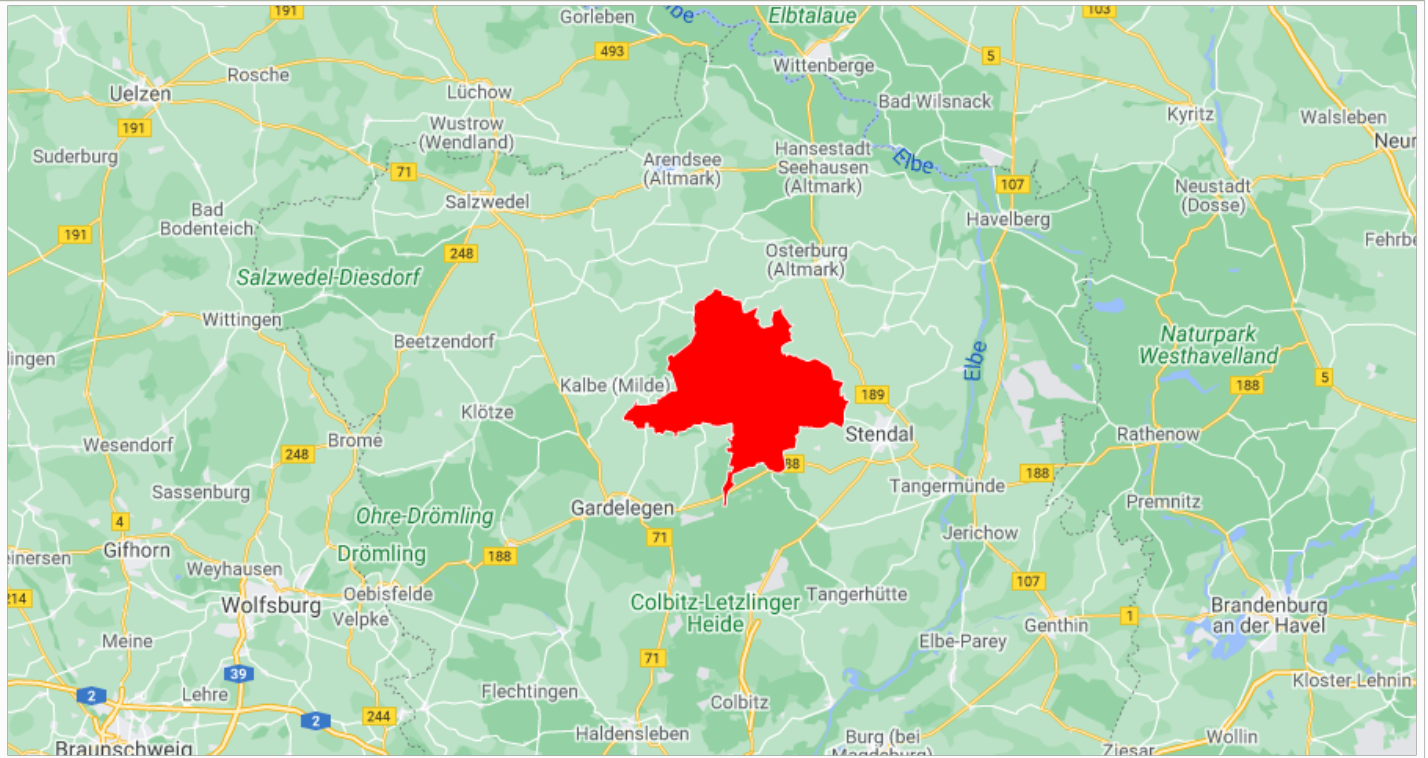 191
Gorleben
Elbe
Elbtalaue
103
493
5
Wittenberge
Rosche
Uelzen
Lüchow
Bad Wilsnack
Kyritz
Walsleben
191
Wustrow
(Wendland)
Suderburg
Arendsee
(Altmark)
Hansestadt
Seehausen
(Altmark)
Elbe
71
107
Neustadt
(Dosse)
Salzwedel
Bad
Bodenteich
Havelberg
191
248
Osterburg
(Altmark)
Salzwedel-Diesdorf
Wittingen
Beetzendorf
Naturpark
Westhavelland
lingen
Elbe
Kalbe (Milde)
5
188
189
Klötze
Brome
Wesendorf
Stendal
Rathenow
248
88
188
Sassenburg
Tangermünde
Premnitz
Gardelegen
Ohre-Drömling
4
Gifhorn
71
Jerichow
Drömling
188
einersen
Weyhausen
107
214
Oebisfelde
Wolfsburg
Velpke
Colbitz-Letzlinger
Heide
Tangerhütte
1
Brandenburg
an der Havel
Genthin
Meine
Elbe-Parey
71
39
2
Lehre
Flechtingen
Colbitz
Kloster Lehnin
244
2
Haldensleben
Burg (bei
Wollin
Braunschweig
Ziesar